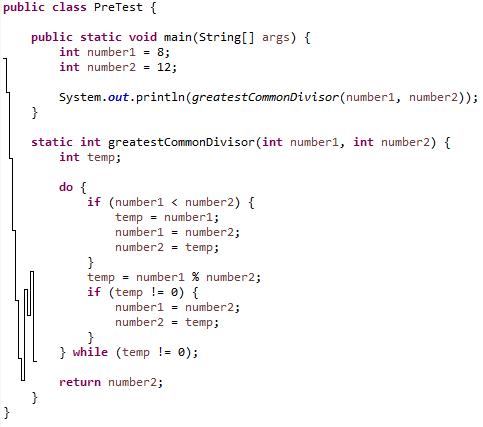 public class PreTest {
public static void main(String[] args) {
int number1 = 8;
int number2 = 12;
System.out.println(greatestCommonDivisor(number1, number2));
}
static int greatestCommonDivisor(int number1, int number2) {
int temp;
do {
if (number1 < number2) {
temp = number1;
number1 = number2;
number2 = temp;
}
temp = number1 % number2;
if (temp != 0) {
number1 = number2;
number2 = temp;
}
} while (temp != 0);
return number2;
}
}